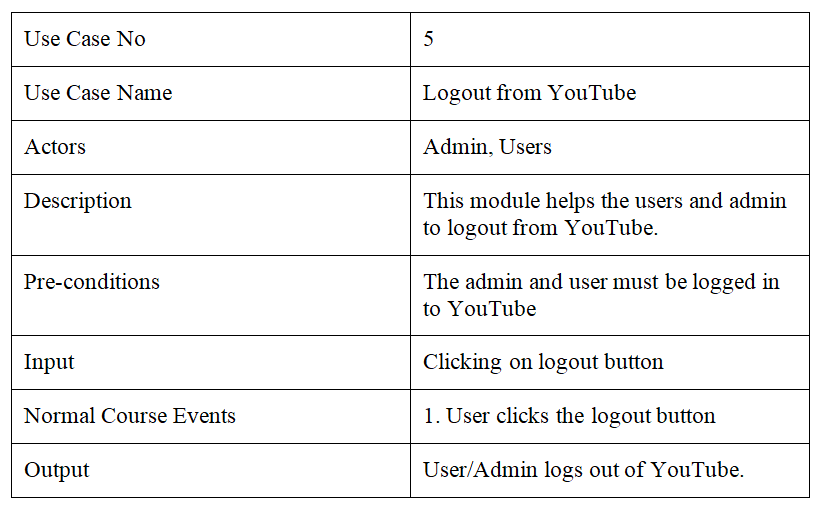 Use Case No 5
Use Case Name Logout from YouTube
Actors Admin, Users
Description This module helps the users and admin
to logout from YouTube.
Pre-conditions The admin and user must be logged in
to YouTube
Input Clicking on logout button
Normal Course Events 1. User clicks the logout button
Output User/Admin logs out of YouTube.